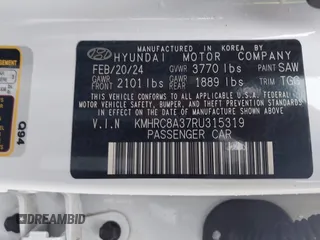 MANUFACTURED IN KOREA BY
HYUNDAI MOTOR COMPANY
FEB/20/24 GVWR 3770 lbs PAINT SAW
GAWR FRONT 2101 lbs GAWR REAR 1889 lbs TRIM TGG
THIS VEHICLE CONFORMS TO ALL APPLICABLE U.S.A
FEDERAL MOTOR VEHICLE SAFETY, BUMPER, AND THEFT
PREVENTION STANDARDS IN EFFECT ON THE DATE OF
MANUFACTURE SHOWN ABOVE.
V.I.N KMHRC8A37RU315319
PASSENGER CAR
Q94
DREAMBID